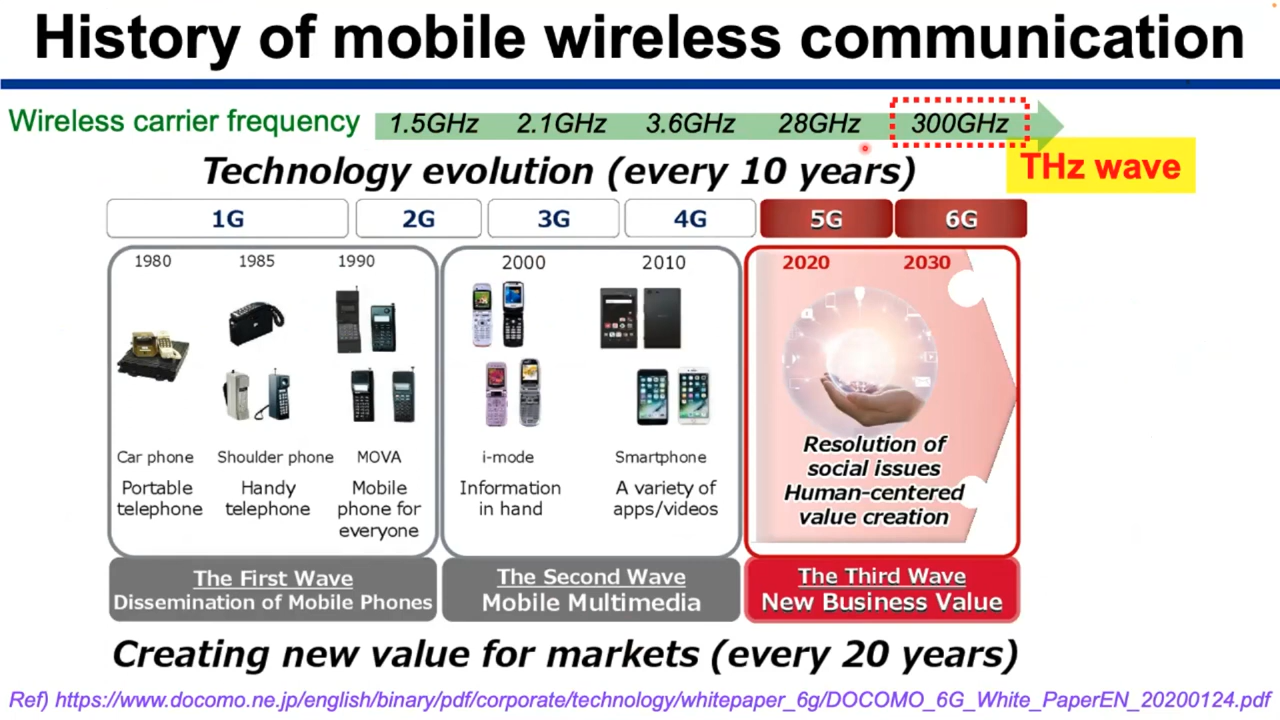 History of mobile wireless communication
Wireless carrier frequency
1.5GHz 2.1GHz 3.6GHz 28GHz 300GHz
THz wave
Technology evolution (every 10 years)
1G 2G 3G 4G 5G 6G
1980 1985 1990 2000 2010 2020 2030
Car phone
Portable
telephone
Shoulder phone
Handy
telephone
MOVA
Mobile
phone for
everyone
i-mode
Information
in hand
Smartphone
A variety of
apps/videos
Resolution of
social issues
Human-centered
value creation
The First Wave
Dissemination of Mobile Phones
The Second Wave
Mobile Multimedia
The Third Wave
New Business Value
Creating new value for markets (every 20 years)
Ref) https://www.docomo.ne.jp/english/binary/pdf/corporate/technology/whitepaper_6g/DOCOMO_6G_White_PaperEN_20200124.pdf